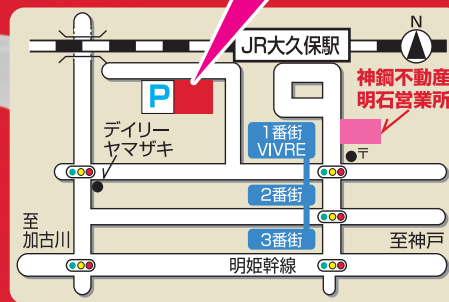 N
JR大久保駅
神鋼不動産
明石営業所
P
デイリー
ヤマザキ
1番街
VIVRE
〒
2番街
至
加古川
3番街
至神戸
明姫幹線